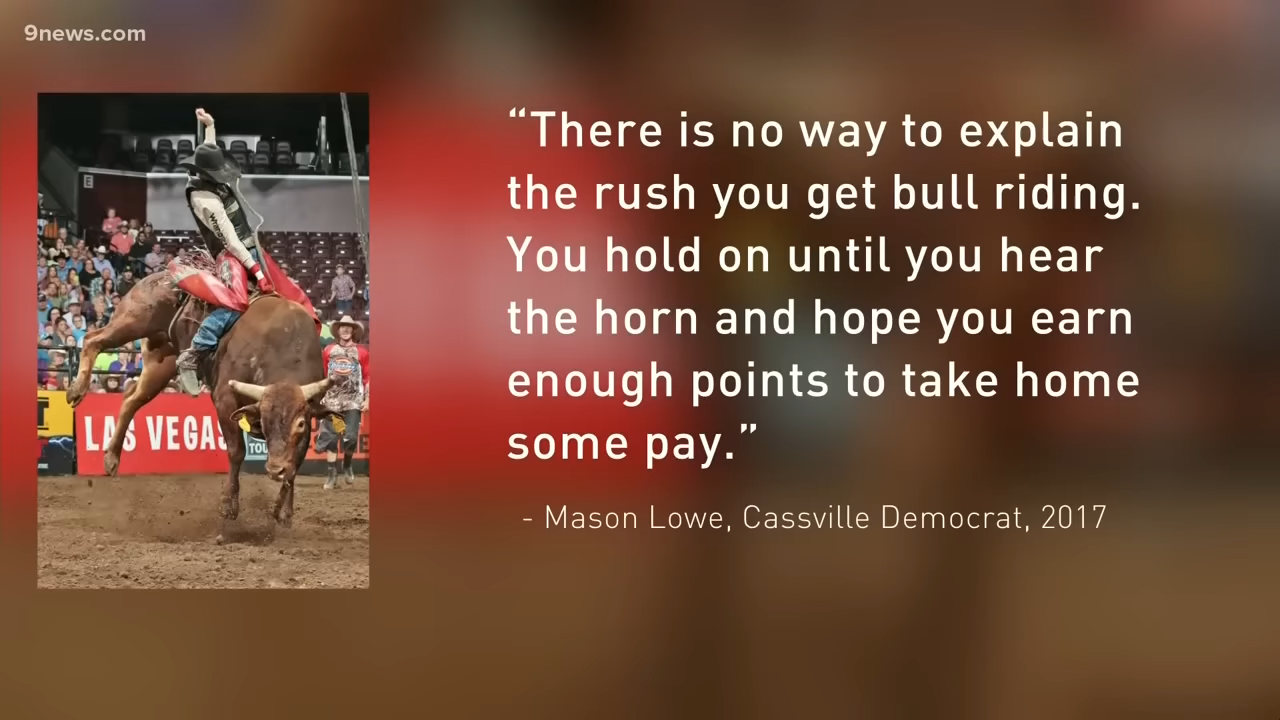 9news.com
“There is no way to explain
the rush you get bull riding.
You hold on until you hear
the horn and hope you earn
enough points to take home
some pay.”
- Mason Lowe, Cassville Democrat, 2017
E
LAS VEGAS
TOU